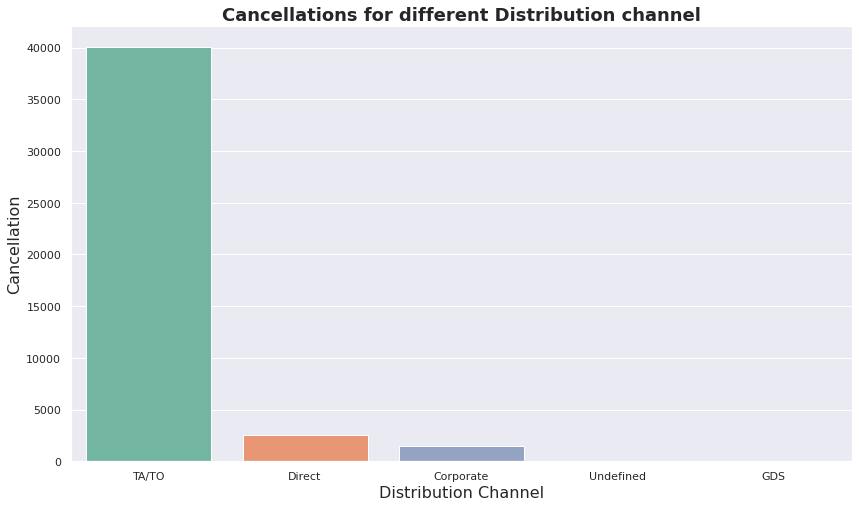 Cancellations for different Distribution channel
Cancellation
40000
35000
30000
25000
20000
15000
10000
5000
0
TA/TO
Direct
Corporate
Undefined
GDS
Distribution Channel